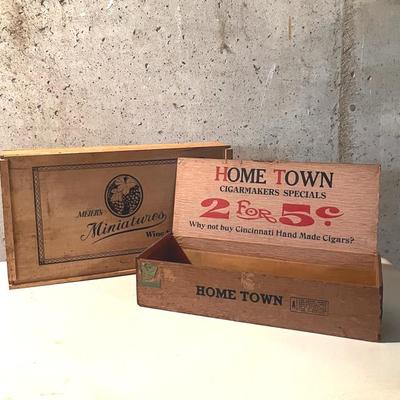 MEIER'S
Miniatures
Wine
HOME TOWN
CIGARMAKERS SPECIALS
2 FOR 5¢
Why not buy Cincinnati Hand Made Cigars?
HOME TOWN